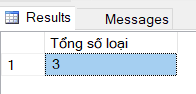 Results Messages
Tổng số loại
1 3